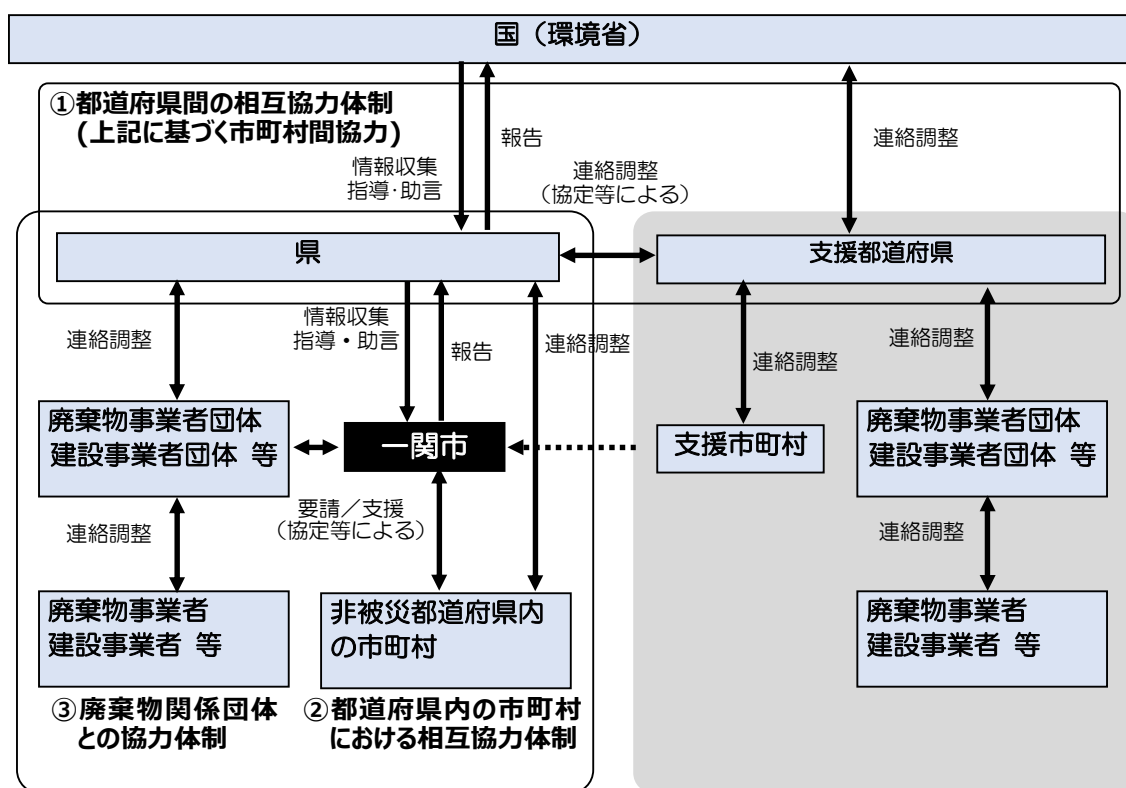 国（環境省）
①都道府県間の相互協力体制
(上記に基づく市町村間協力)
情報収集
指導･助言
報告
連絡調整
（協定等による）
連絡調整
県
支援都道府県
連絡調整
情報収集
指導・助言
報告
連絡調整
連絡調整
連絡調整
廃棄物事業者団体
建設事業者団体 等
一関市
支援市町村
廃棄物事業者団体
建設事業者団体 等
連絡調整
要請／支援
（協定等による）
連絡調整
廃棄物事業者
建設事業者 等
非被災都道府県内
の市町村
廃棄物事業者
建設事業者 等
③廃棄物関係団体
との協力体制
②都道府県内の市町村
における相互協力体制